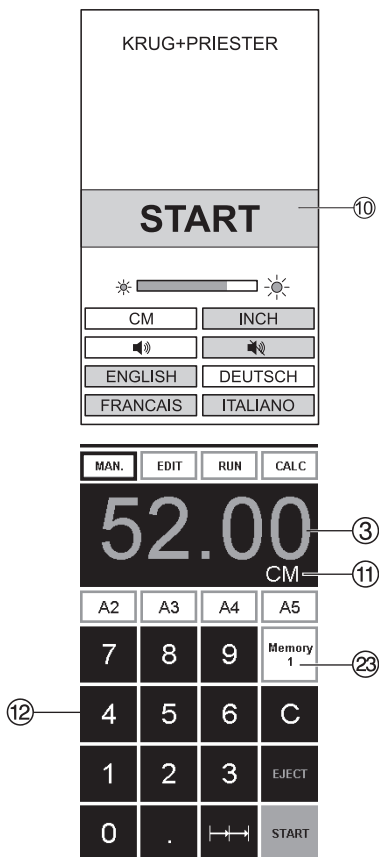 KRUG+PRIESTER
START
⑩
CM INCH
ENGLISH DEUTSCH
FRANCAIS ITALIANO
MAN. EDIT RUN CALC
52.00
③
CM
⑪
A2 A3 A4 A5
7 8 9 Memory
1
㉓
⑫
4 5 6 C
1 2 3 EJECT
0 . START